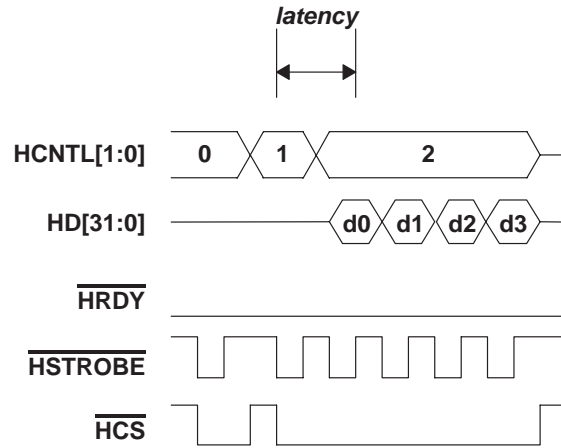 latency
HCNTL[1:0] 0 1 2
HD[31:0] d0 d1 d2 d3
HRDY
HSTROBE
HCS